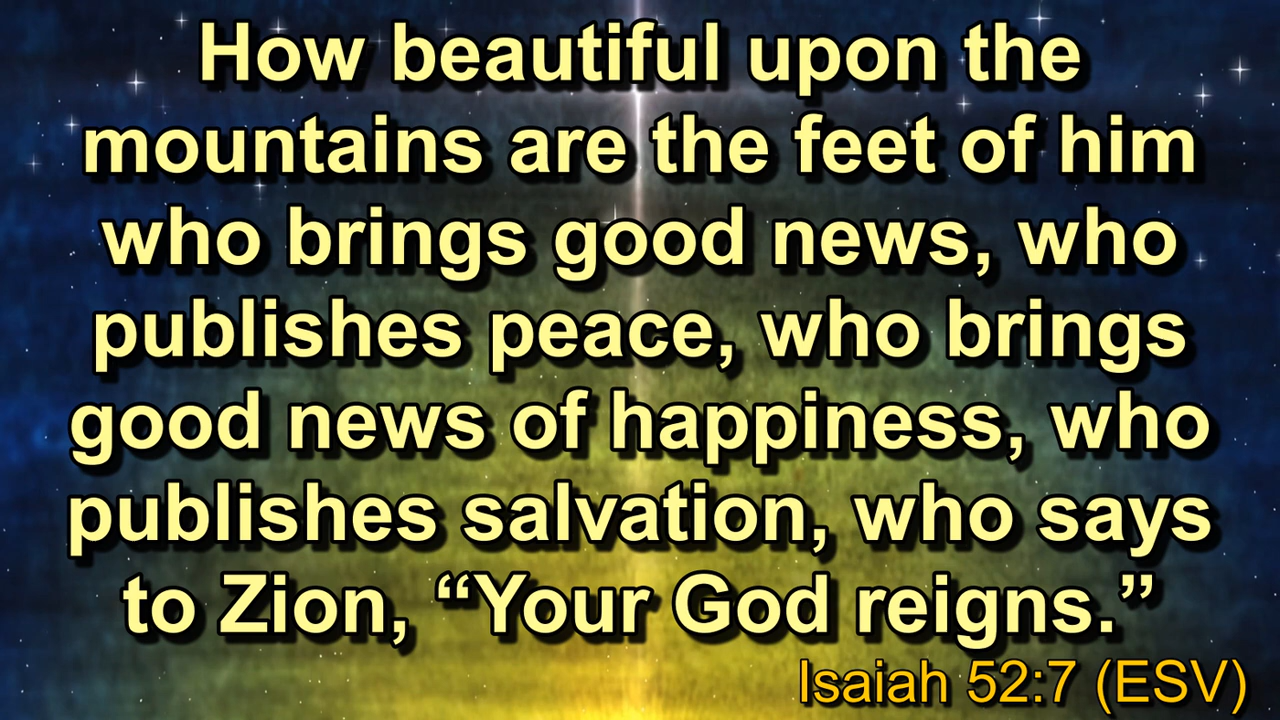 How beautiful upon the
mountains are the feet of him
who brings good news, who
publishes peace, who brings
good news of happiness, who
publishes salvation, who says
to Zion, “Your God reigns.”
Isaiah 52:7 (ESV)